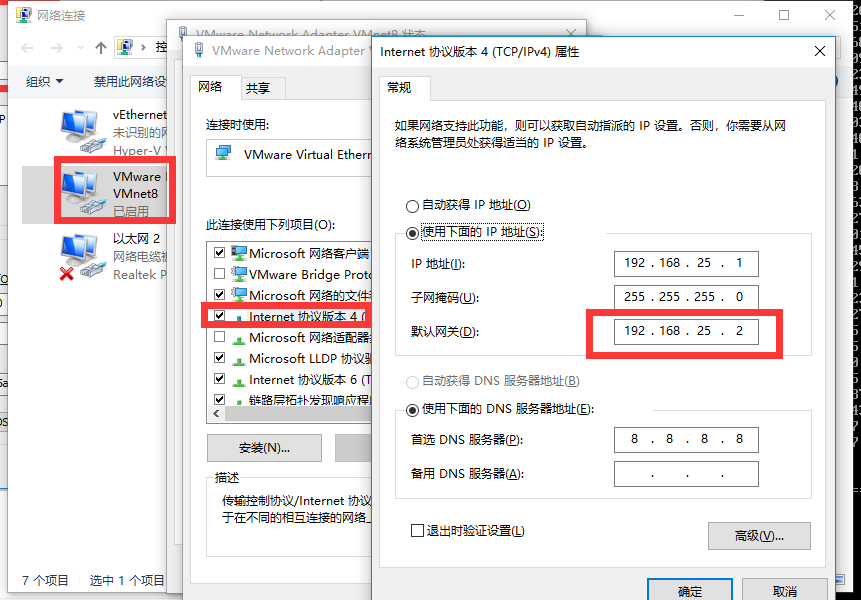 网络连接
控
组织
禁用此网络设
vEthernet
未识别的网
Hyper-V
VMware
VMnet8
已启用
以太网 2
网络电缆被
Realtek P
7 个项目
选中 1 个项目
VMware Network Adapter VMnet8 状态
VMware Network Adapter
网络
共享
连接时使用:
VMware Virtual Ethern
此连接使用下列项目(O):
Microsoft 网络客户端
VMware Bridge Proto
Microsoft 网络的文件和
Internet 协议版本 4 (
Microsoft 网络适配器
Microsoft LLDP 协议驱
Internet 协议版本 6 (T
链路层拓扑发现响应程序
安装(N)...
描述
传输控制协议/Internet 协议
于在不同的相互连接的网络上
Internet 协议版本 4 (TCP/IPv4) 属性
常规
如果网络支持此功能，则可以获取自动指派的 IP 设置。否则，你需要从网
络系统管理员处获得适当的 IP 设置。
自动获得 IP 地址(O)
使用下面的 IP 地址(S):
IP 地址(I):
192 . 168 . 25 . 1
子网掩码(U):
255 . 255 . 255 . 0
默认网关(D):
192 . 168 . 25 . 2
自动获得 DNS 服务器地址(B)
使用下面的 DNS 服务器地址(E):
首选 DNS 服务器(P):
8 . 8 . 8 . 8
备用 DNS 服务器(A):
. . .
退出时验证设置(L)
高级(V)...
确定
取消